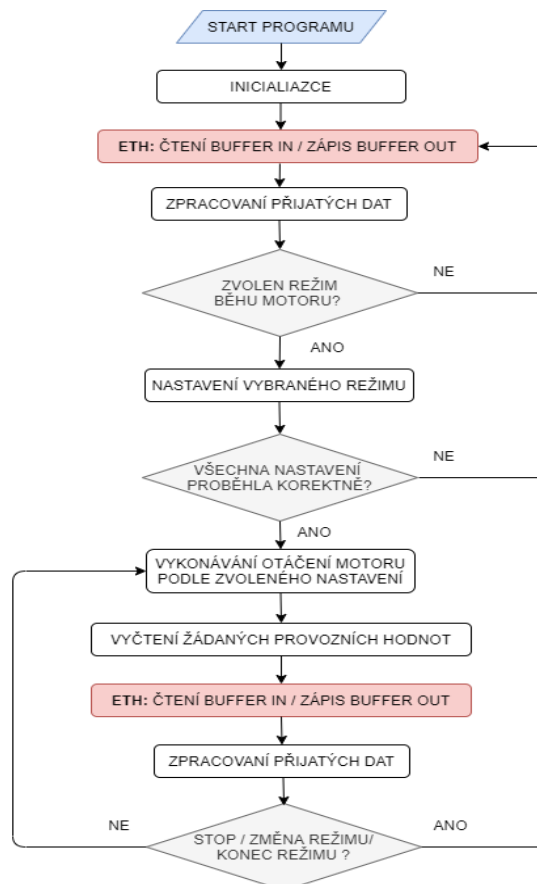 START PROGRAMU
INICIALIAZCE
ETH: ČTENÍ BUFFER IN / ZÁPIS BUFFER OUT
ZPRACOVANÍ PŘIJATÝCH DAT
ZVOLEN REŽIM
BĚHU MOTORU?
NE
ANO
NASTAVENÍ VYBRANÉHO REŽIMU
VŠECHNA NASTAVENÍ
PROBĚHLA KOREKTNĚ?
NE
ANO
VYKONÁVÁNÍ OTÁČENÍ MOTORU
PODLE ZVOLENÉHO NASTAVENÍ
VYČTENÍ ŽÁDANÝCH PROVOZNÍCH HODNOT
ETH: ČTENÍ BUFFER IN / ZÁPIS BUFFER OUT
ZPRACOVANÍ PŘIJATÝCH DAT
NE
STOP / ZMĚNA REŽIMU/
KONEC REŽIMU ?
ANO